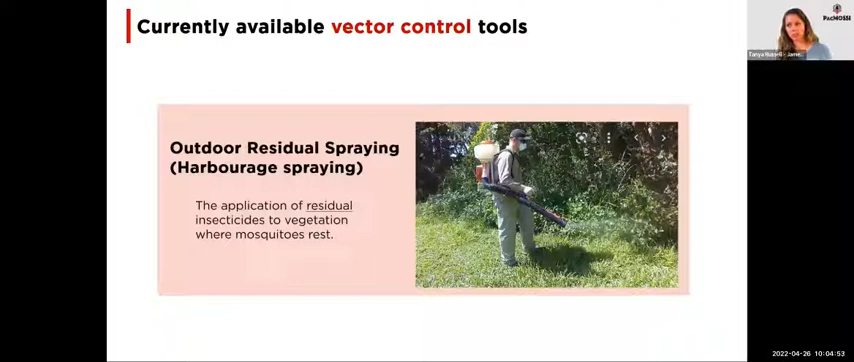 Currently available vector control tools
PacMOSSI
Outdoor Residual Spraying
(Harbourage spraying)
The application of residual
insecticides to vegetation
where mosquitoes rest.
2022-04-26 10:04:53